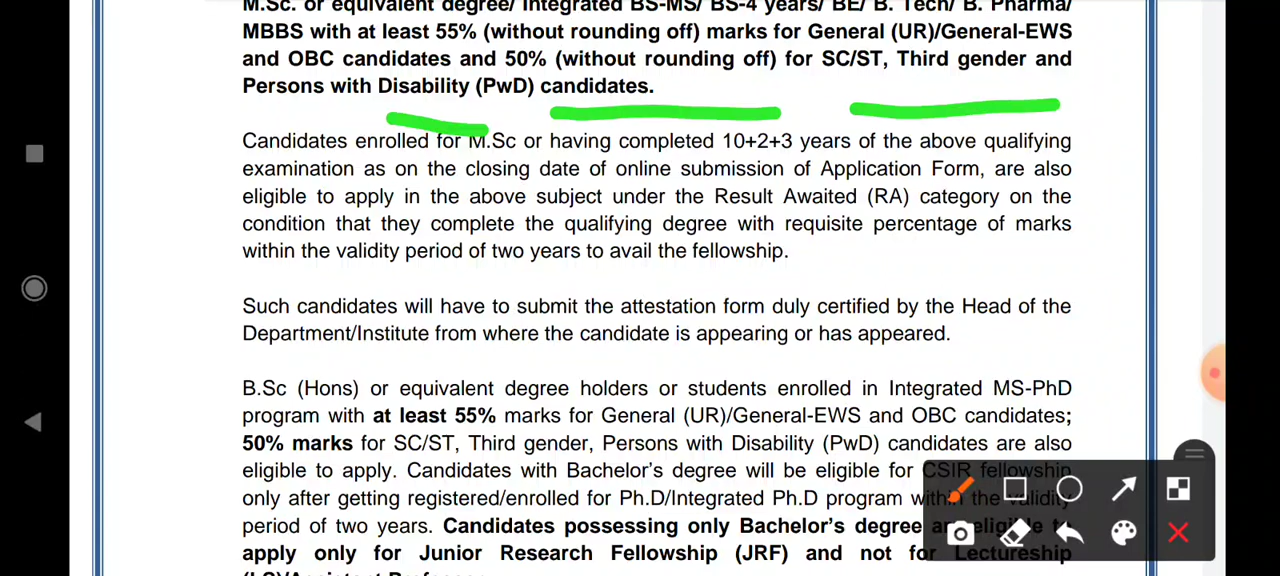 M.Sc. or equivalent degree/ Integrated BS-MS/ BS-4 years/ BE/ B. Tech/ B. Pharma/
MBBS with at least 55% (without rounding off) marks for General (UR)/General-EWS
and OBC candidates and 50% (without rounding off) for SC/ST, Third gender and
Persons with Disability (PwD) candidates.
Candidates enrolled for M.Sc or having completed 10+2+3 years of the above qualifying
examination as on the closing date of online submission of Application Form, are also
eligible to apply in the above subject under the Result Awaited (RA) category on the
condition that they complete the qualifying degree with requisite percentage of marks
within the validity period of two years to avail the fellowship.
Such candidates will have to submit the attestation form duly certified by the Head of the
Department/Institute from where the candidate is appearing or has appeared.
B.Sc (Hons) or equivalent degree holders or students enrolled in Integrated MS-PhD
program with at least 55% marks for General (UR)/General-EWS and OBC candidates;
50% marks for SC/ST, Third gender, Persons with Disability (PwD) candidates are also
eligible to apply. Candidates with Bachelor's degree will be eligible for CSIR fellowship
only after getting registered/enrolled for Ph.D/Integrated Ph.D program within the validity
period of two years. Candidates possessing only Bachelor's degree are eligible to
apply only for Junior Research Fellowship (JRF) and not for Lectureship